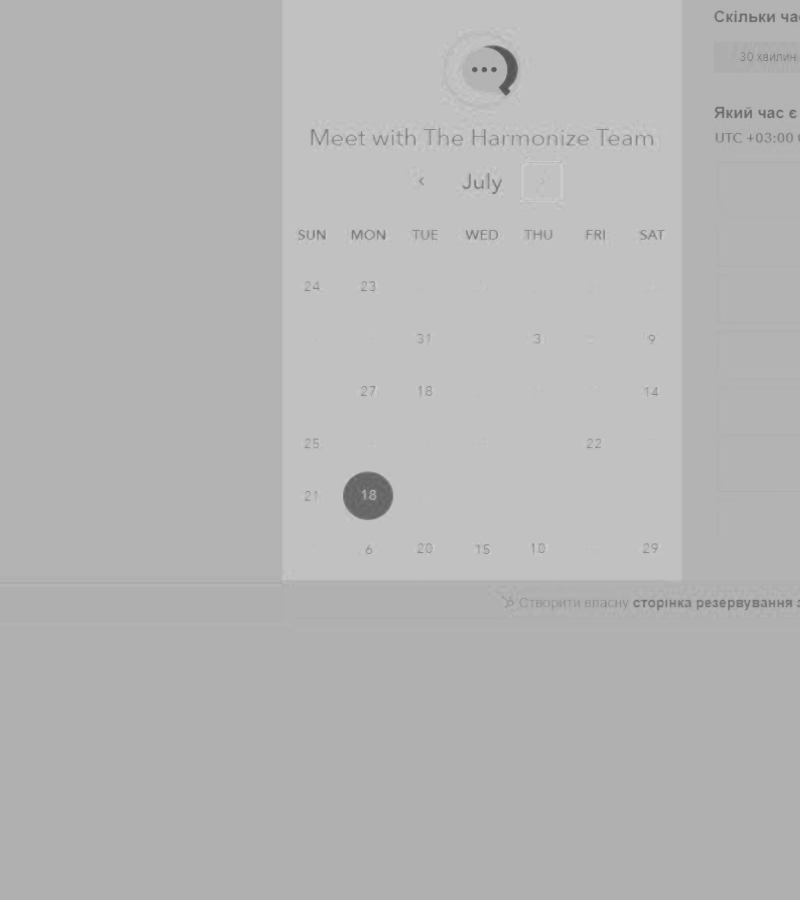 Скільки ча
30 хвилин
Meet with The Harmonize Team
Який час є
UTC +03:00
July
SUN MON TUE WED THU FRI SAT
24 23
31 3 9
27 18 14
25 22
21 18
6 20 15 10 29
Створити власну сторінка резервування з